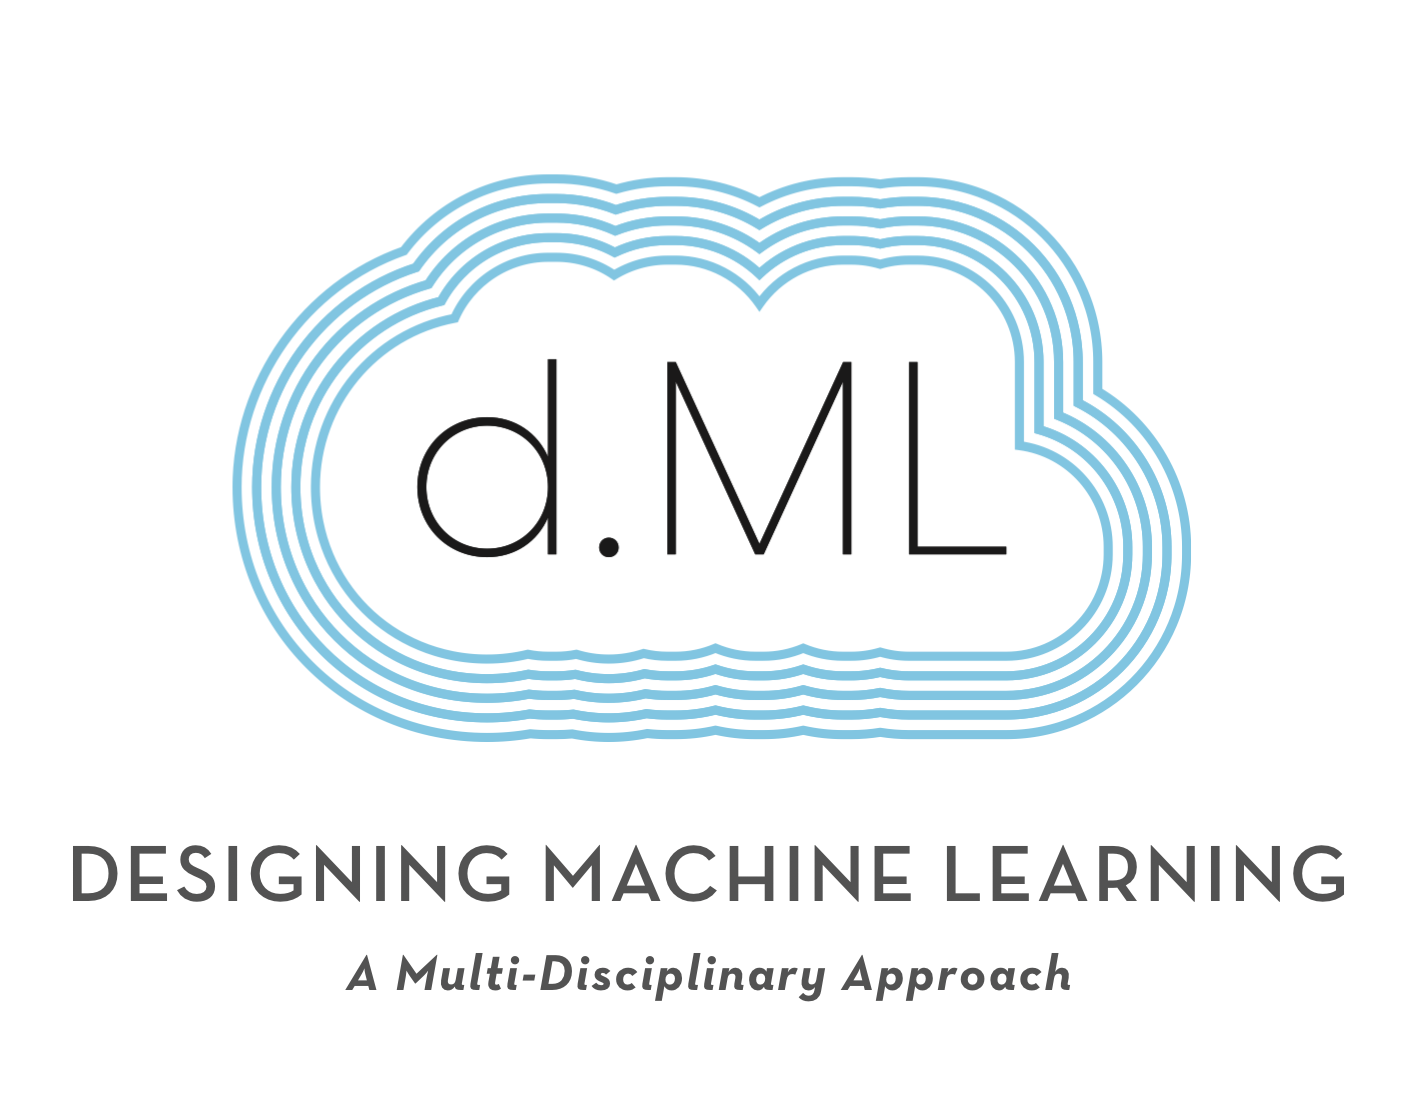 d.ML
DESIGNING MACHINE LEARNING
A Multi-Disciplinary Approach